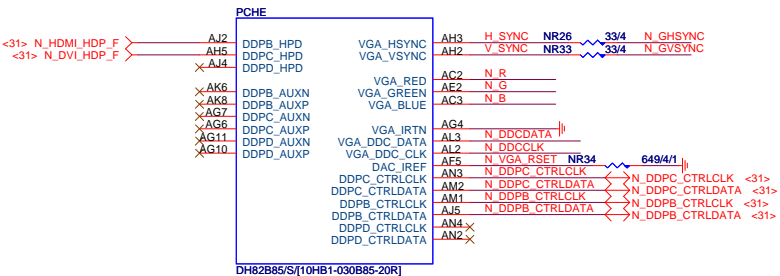 PCHE
<31> N_HDMI_HDP_F AJ2 DDPB_HPD VGA_HSYNC AH3 H_SYNC NR26 33/4 N_GHSYNC
<31> N_DVI_HDP_F AH5 DDPC_HPD VGA_VSYNC AH2 V_SYNC NR33 33/4 N_GVSYNC
AJ4 DDPD_HPD
VGA_RED AC2 N_R
AK6 DDPB_AUXN VGA_GREEN AE2 N_G
AK8 DDPB_AUXP VGA_BLUE AC3 N_B
AG7 DDPC_AUXN
AG6 DDPC_AUXP VGA_IRTN AG4
AG11 DDPD_AUXN VGA_DDC_DATA AL3 N_DDCDATA
AG10 DDPD_AUXP VGA_DDC_CLK AL2 N_DDCCLK
DAC_IREF AF5 N_VGA_RSET NR34 649/4/1
DDPC_CTRLCLK AN3 N_DDPC_CTRLCLK N_DDPC_CTRLCLK <31>
DDPC_CTRLDATA AM2 N_DDPC_CTRLDATA N_DDPC_CTRLDATA <31>
DDPB_CTRLCLK AM1 N_DDPB_CTRLCLK N_DDPB_CTRLCLK <31>
DDPB_CTRLDATA AJ5 N_DDPB_CTRLDATA N_DDPB_CTRLDATA <31>
DDPD_CTRLCLK AN4
DDPD_CTRLDATA AN2
DH82B85/S/[10HB1-030B85-20R]